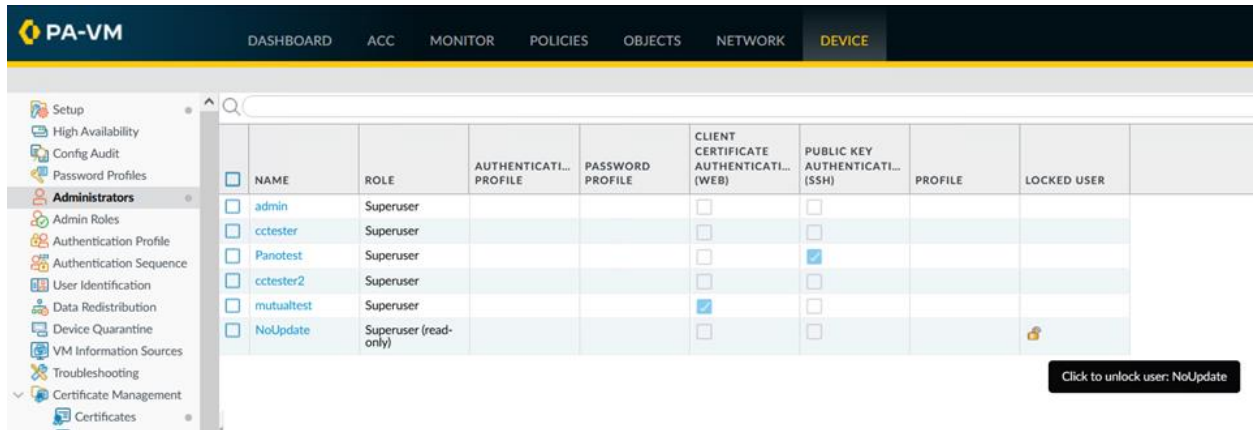 PA-VM
DASHBOARD ACC MONITOR POLICIES OBJECTS NETWORK DEVICE
Setup
High Availability
Config Audit
Password Profiles
Administrators
Admin Roles
Authentication Profile
Authentication Sequence
User Identification
Data Redistribution
Device Quarantine
VM Information Sources
Troubleshooting
Certificate Management
Certificates
NAME ROLE AUTHENTICATI... PROFILE PASSWORD PROFILE CLIENT CERTIFICATE AUTHENTICATI... (WEB) PUBLIC KEY AUTHENTICATI... (SSH) PROFILE LOCKED USER
admin Superuser
cctester Superuser
Panotest Superuser
cctester2 Superuser
mutualtest Superuser
NoUpdate Superuser (read-
only)
Click to unlock user: NoUpdate